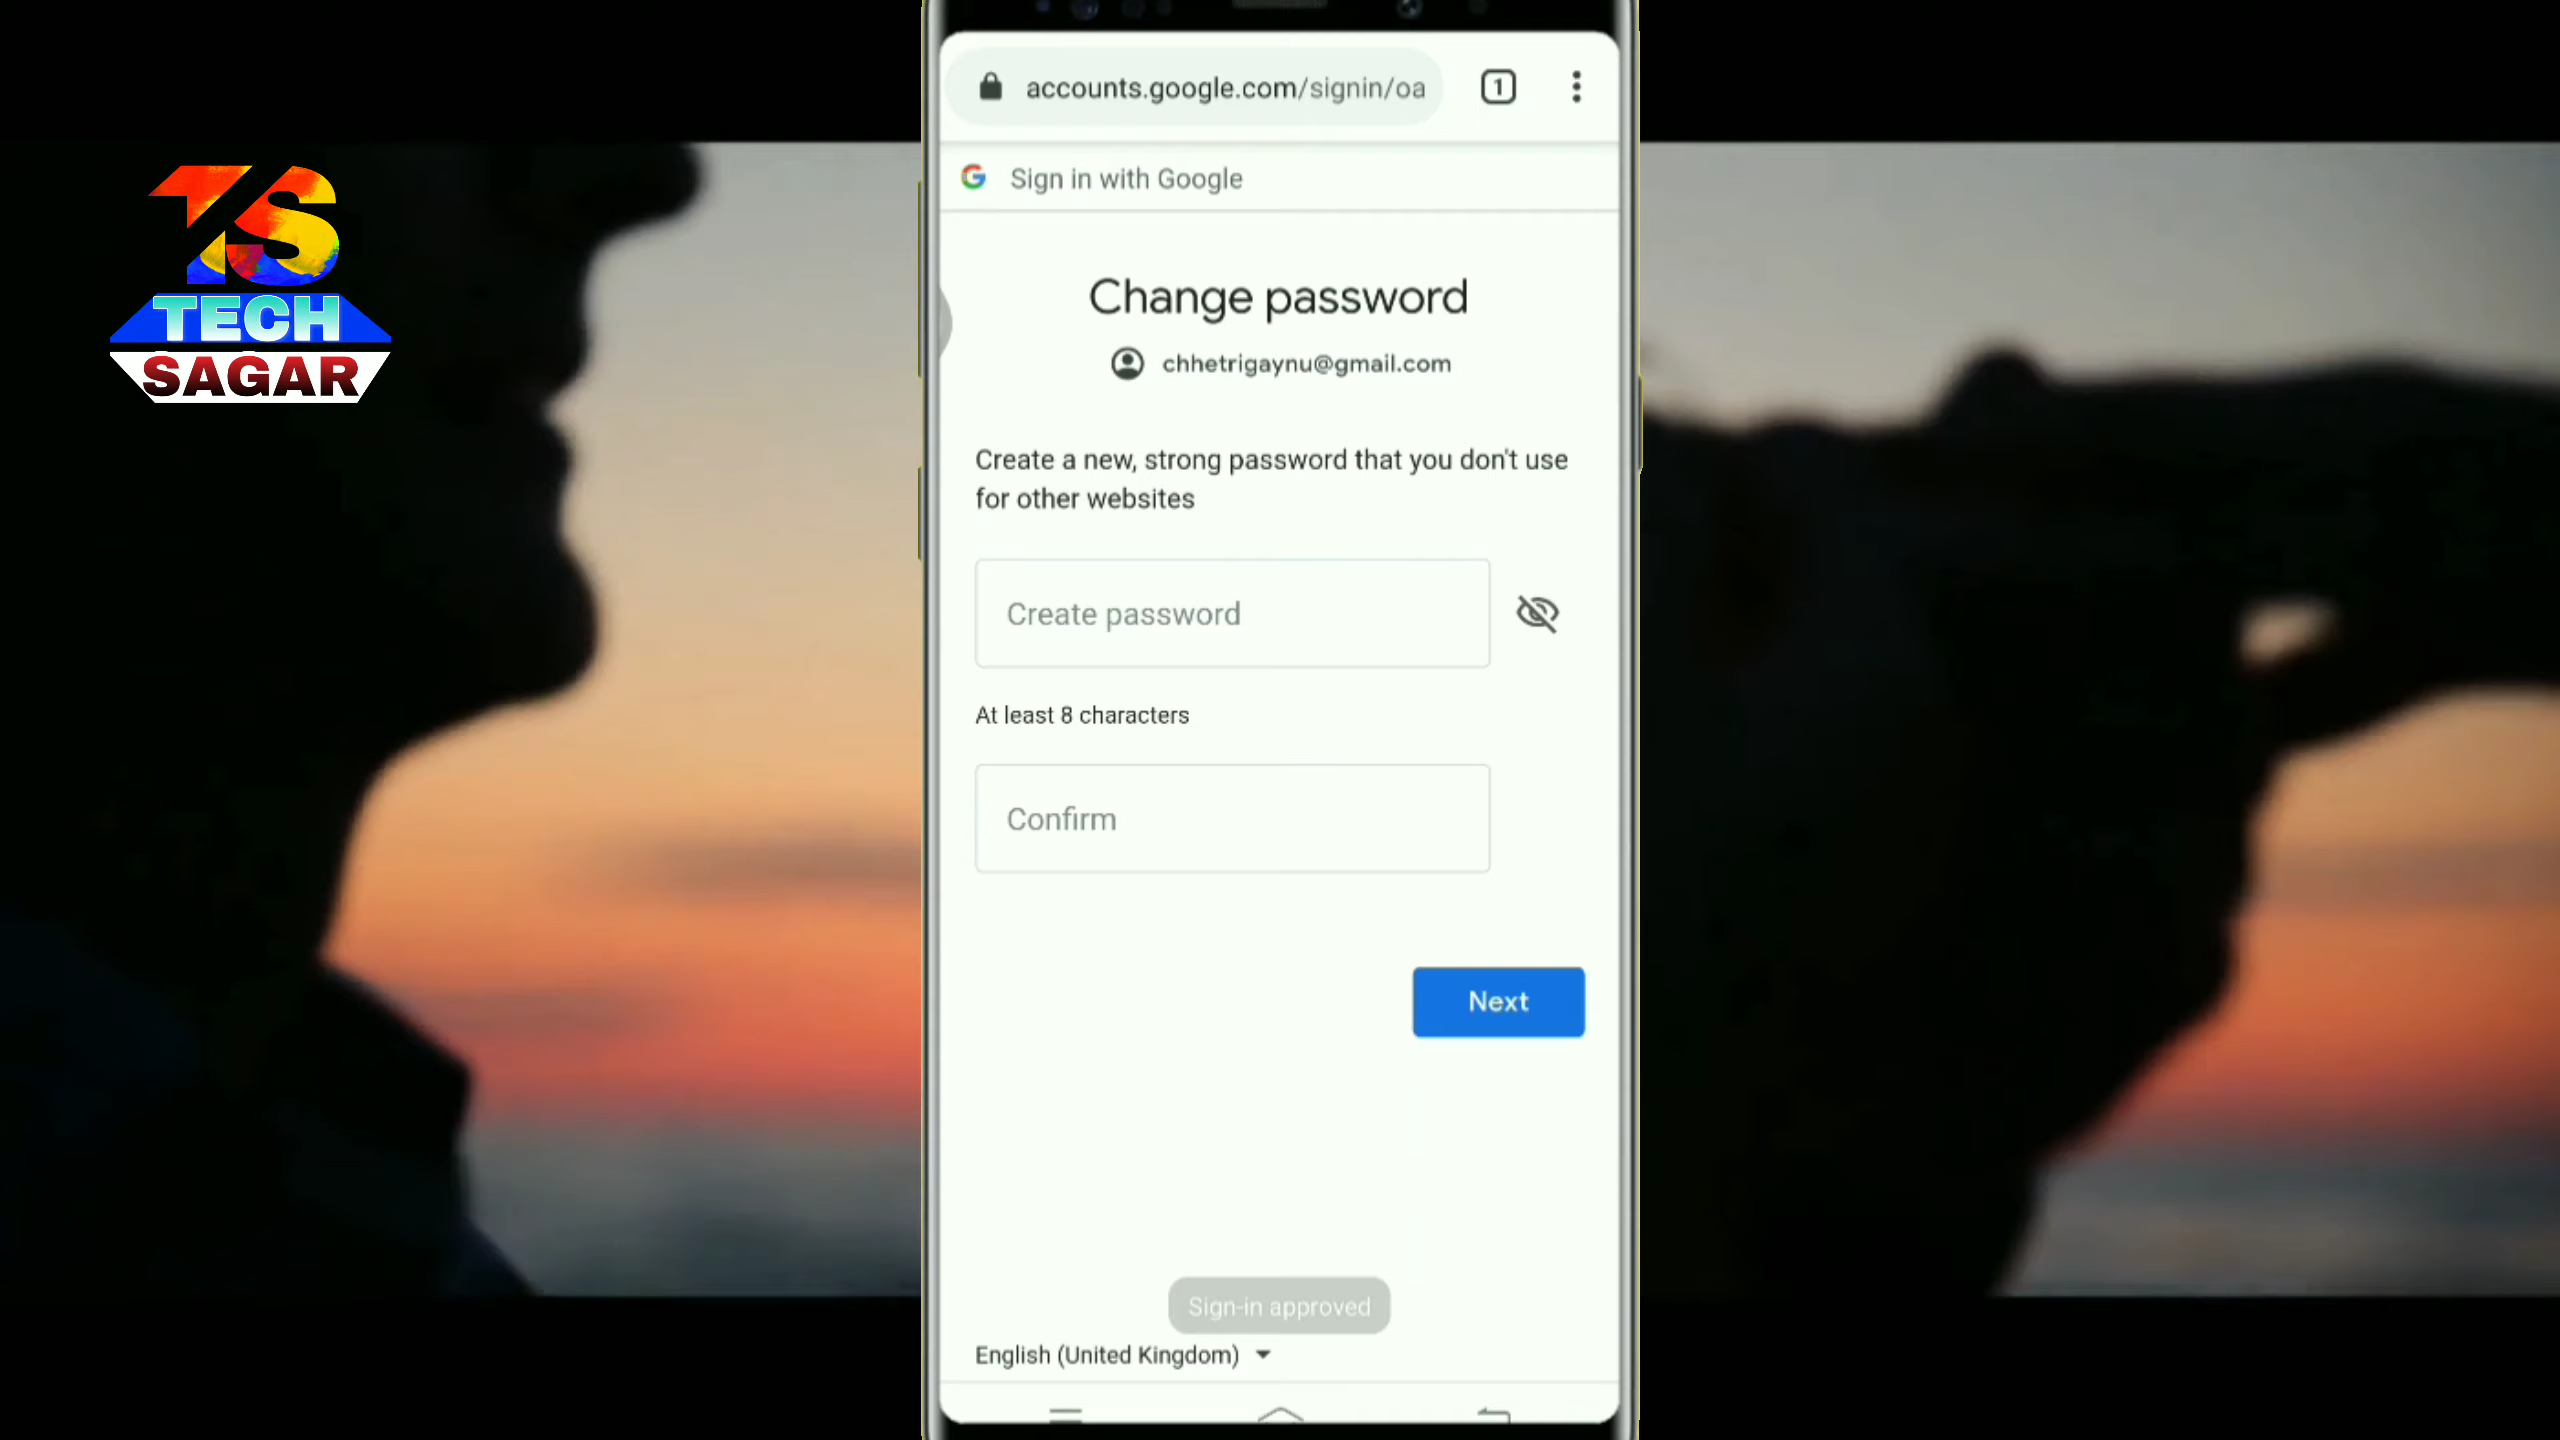 TS
TECH
SAGAR
accounts.google.com/signin/oa
1
Sign in with Google
Change password
chhetrigaynu@gmail.com
Create a new, strong password that you don't use
for other websites
Create password
At least 8 characters
Confirm
Next
Sign-in approved
English (United Kingdom)